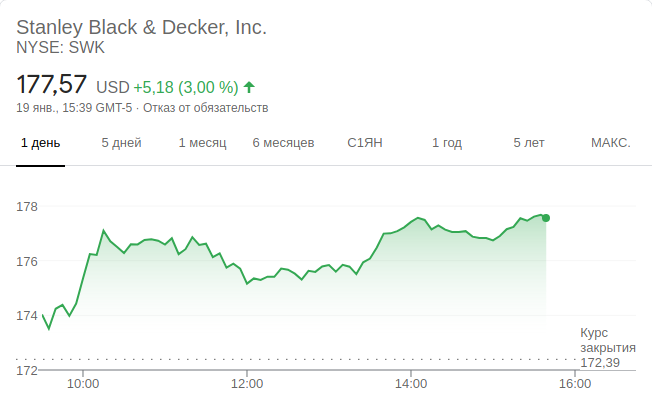 Stanley Black & Decker, Inc.
NYSE: SWK
177,57 USD +5,18 (3,00 %)
19 янв., 15:39 GMT-5 · Отказ от обязательств
1 день 5 дней 1 месяц 6 месяцев С1ЯН 1 год 5 лет МАКС.
178
176
174
172
Курс
закрытия
172,39
10:00 12:00 14:00 16:00